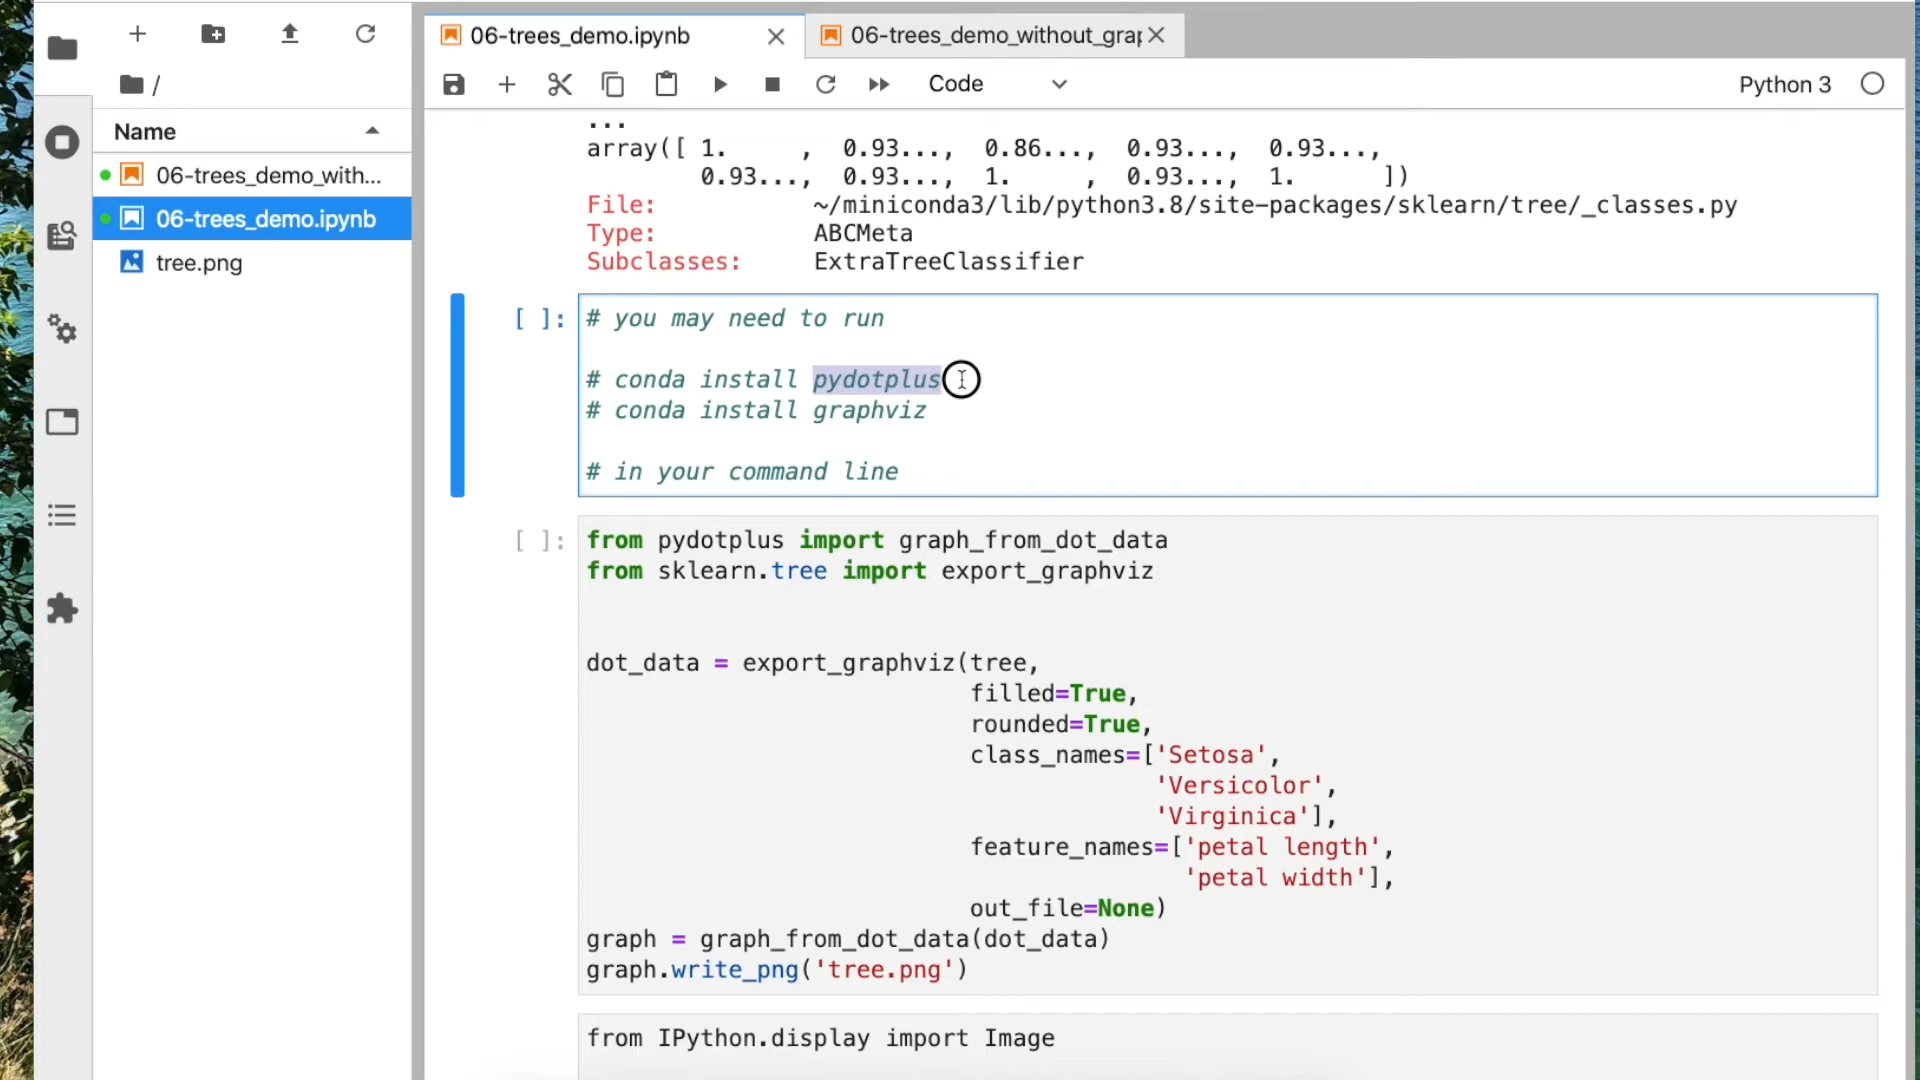 06-trees_demo.ipynb
06-trees_demo_without_grap
/
Code
Python 3
Name
06-trees_demo_with...
06-trees_demo.ipynb
tree.png
...
array([ 1.      ,  0.93...,  0.86...,  0.93...,  0.93...,
0.93...,  0.93...,  1.      ,  0.93...,  1.      ])
File:           ~/miniconda3/lib/python3.8/site-packages/sklearn/tree/_classes.py
Type:           ABCMeta
Subclasses:     ExtraTreeClassifier
[ ]: # you may need to run
# conda install pydotplus
# conda install graphviz
# in your command line
[ ]: from pydotplus import graph_from_dot_data
from sklearn.tree import export_graphviz
dot_data = export_graphviz(tree,
filled=True,
rounded=True,
class_names=['Setosa',
'Versicolor',
'Virginica'],
feature_names=['petal length',
'petal width'],
out_file=None)
graph = graph_from_dot_data(dot_data)
graph.write_png('tree.png')
from IPython.display import Image